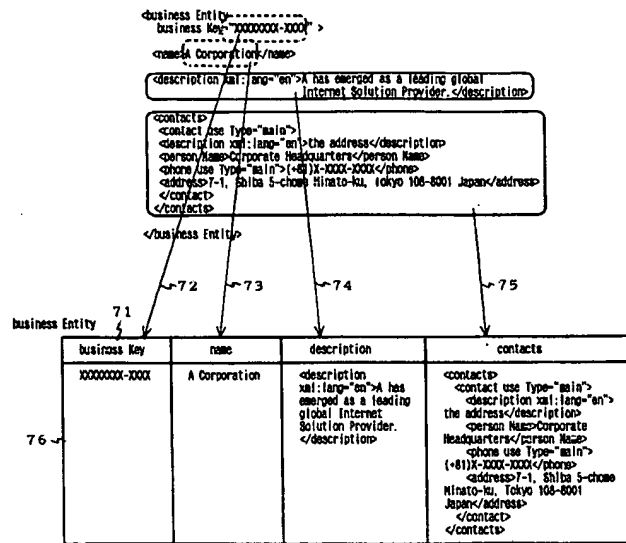 <business Entity
business Key="XXXXXXXX-XXXX" >
<name>A Corporation</name>
<description xml:lang="en">A has emerged as a leading global
Internet Solution Provider.</description>
<contacts>
<contact use Type="main">
<description xml:lang="en">the address</description>
<person Name>Corporate Headquarters</person Name>
<phone use Type="main">(+81)X-XXXX-XXXX</phone>
<address>7-1, Shiba 5-chome Minato-ku, Tokyo 108-8001 Japan</address>
</contact>
</contacts>
</business Entity>
72
73
74
75
71
business Entity
business Key name description contacts
XXXXXXXX-XXXX
A Corporation
<description
xml:lang="en">A has
emerged as a leading
global Internet
Solution Provider.
</description>
<contacts>
<contact use Type="main">
<description xml:lang="en">
the address</description>
<person Name>Corporate
Headquarters</person Name>
<phone use Type="main">
(+81)X-XXXX-XXXX</phone>
<address>7-1, Shiba 5-chome
Minato-ku, Tokyo 108-8001
Japan</address>
</contact>
</contacts>
76